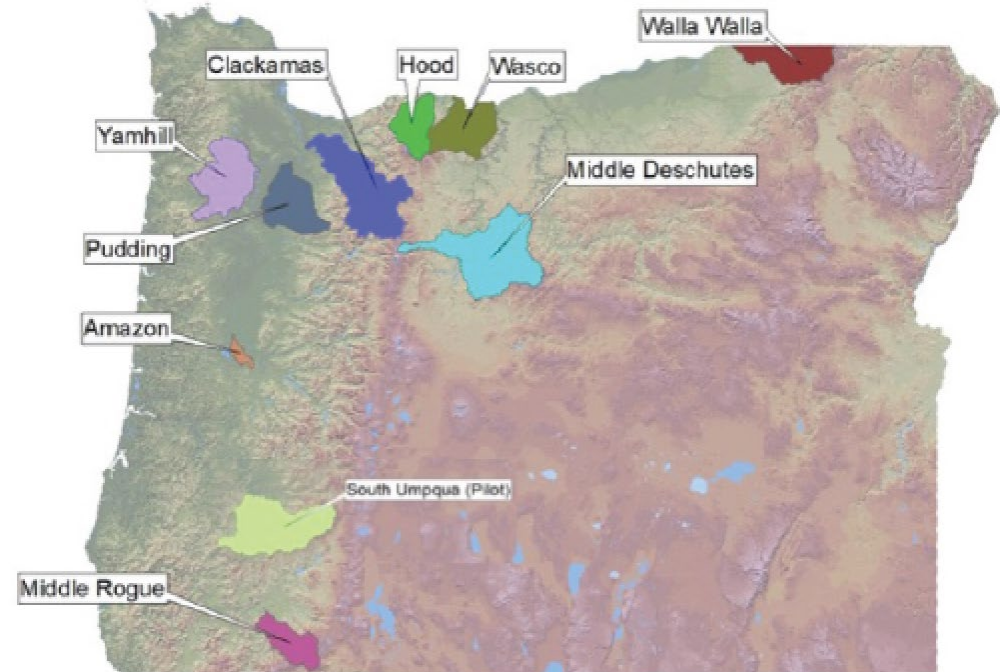 Walla Walla
Clackamas
Hood
Wasco
Yamhill
Middle Deschutes
Pudding
Amazon
South Umpqua (Pilot)
Middle Rogue